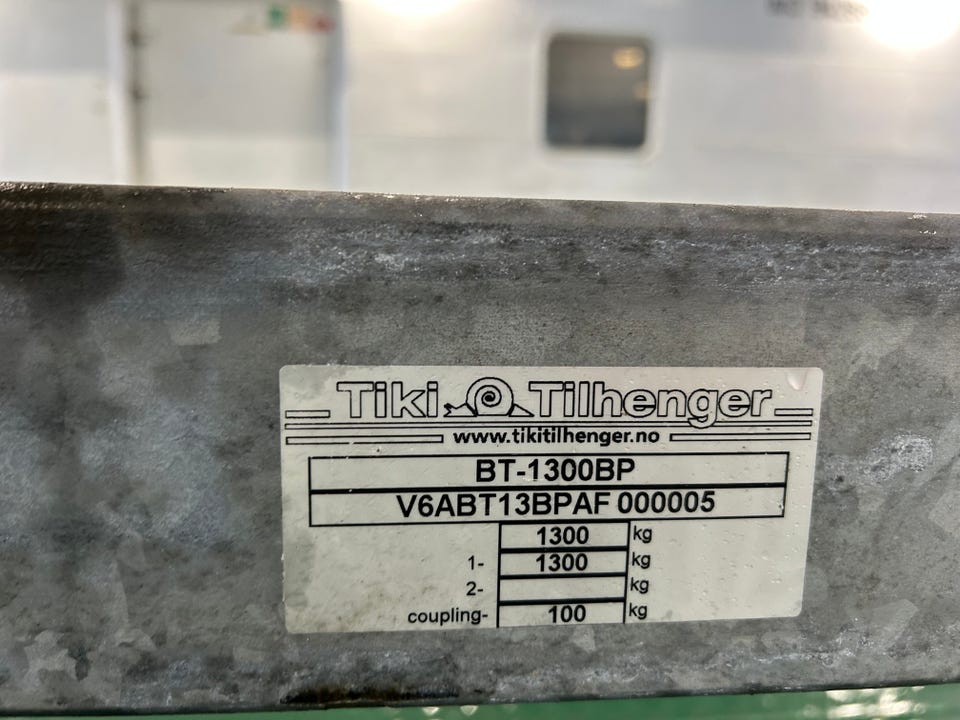 Tiki Tilhenger
www.tikitilhenger.no
BT-1300BP
V6ABT13BPAF 000005
1300 kg
1- 1300 kg
2- kg
coupling- 100 kg